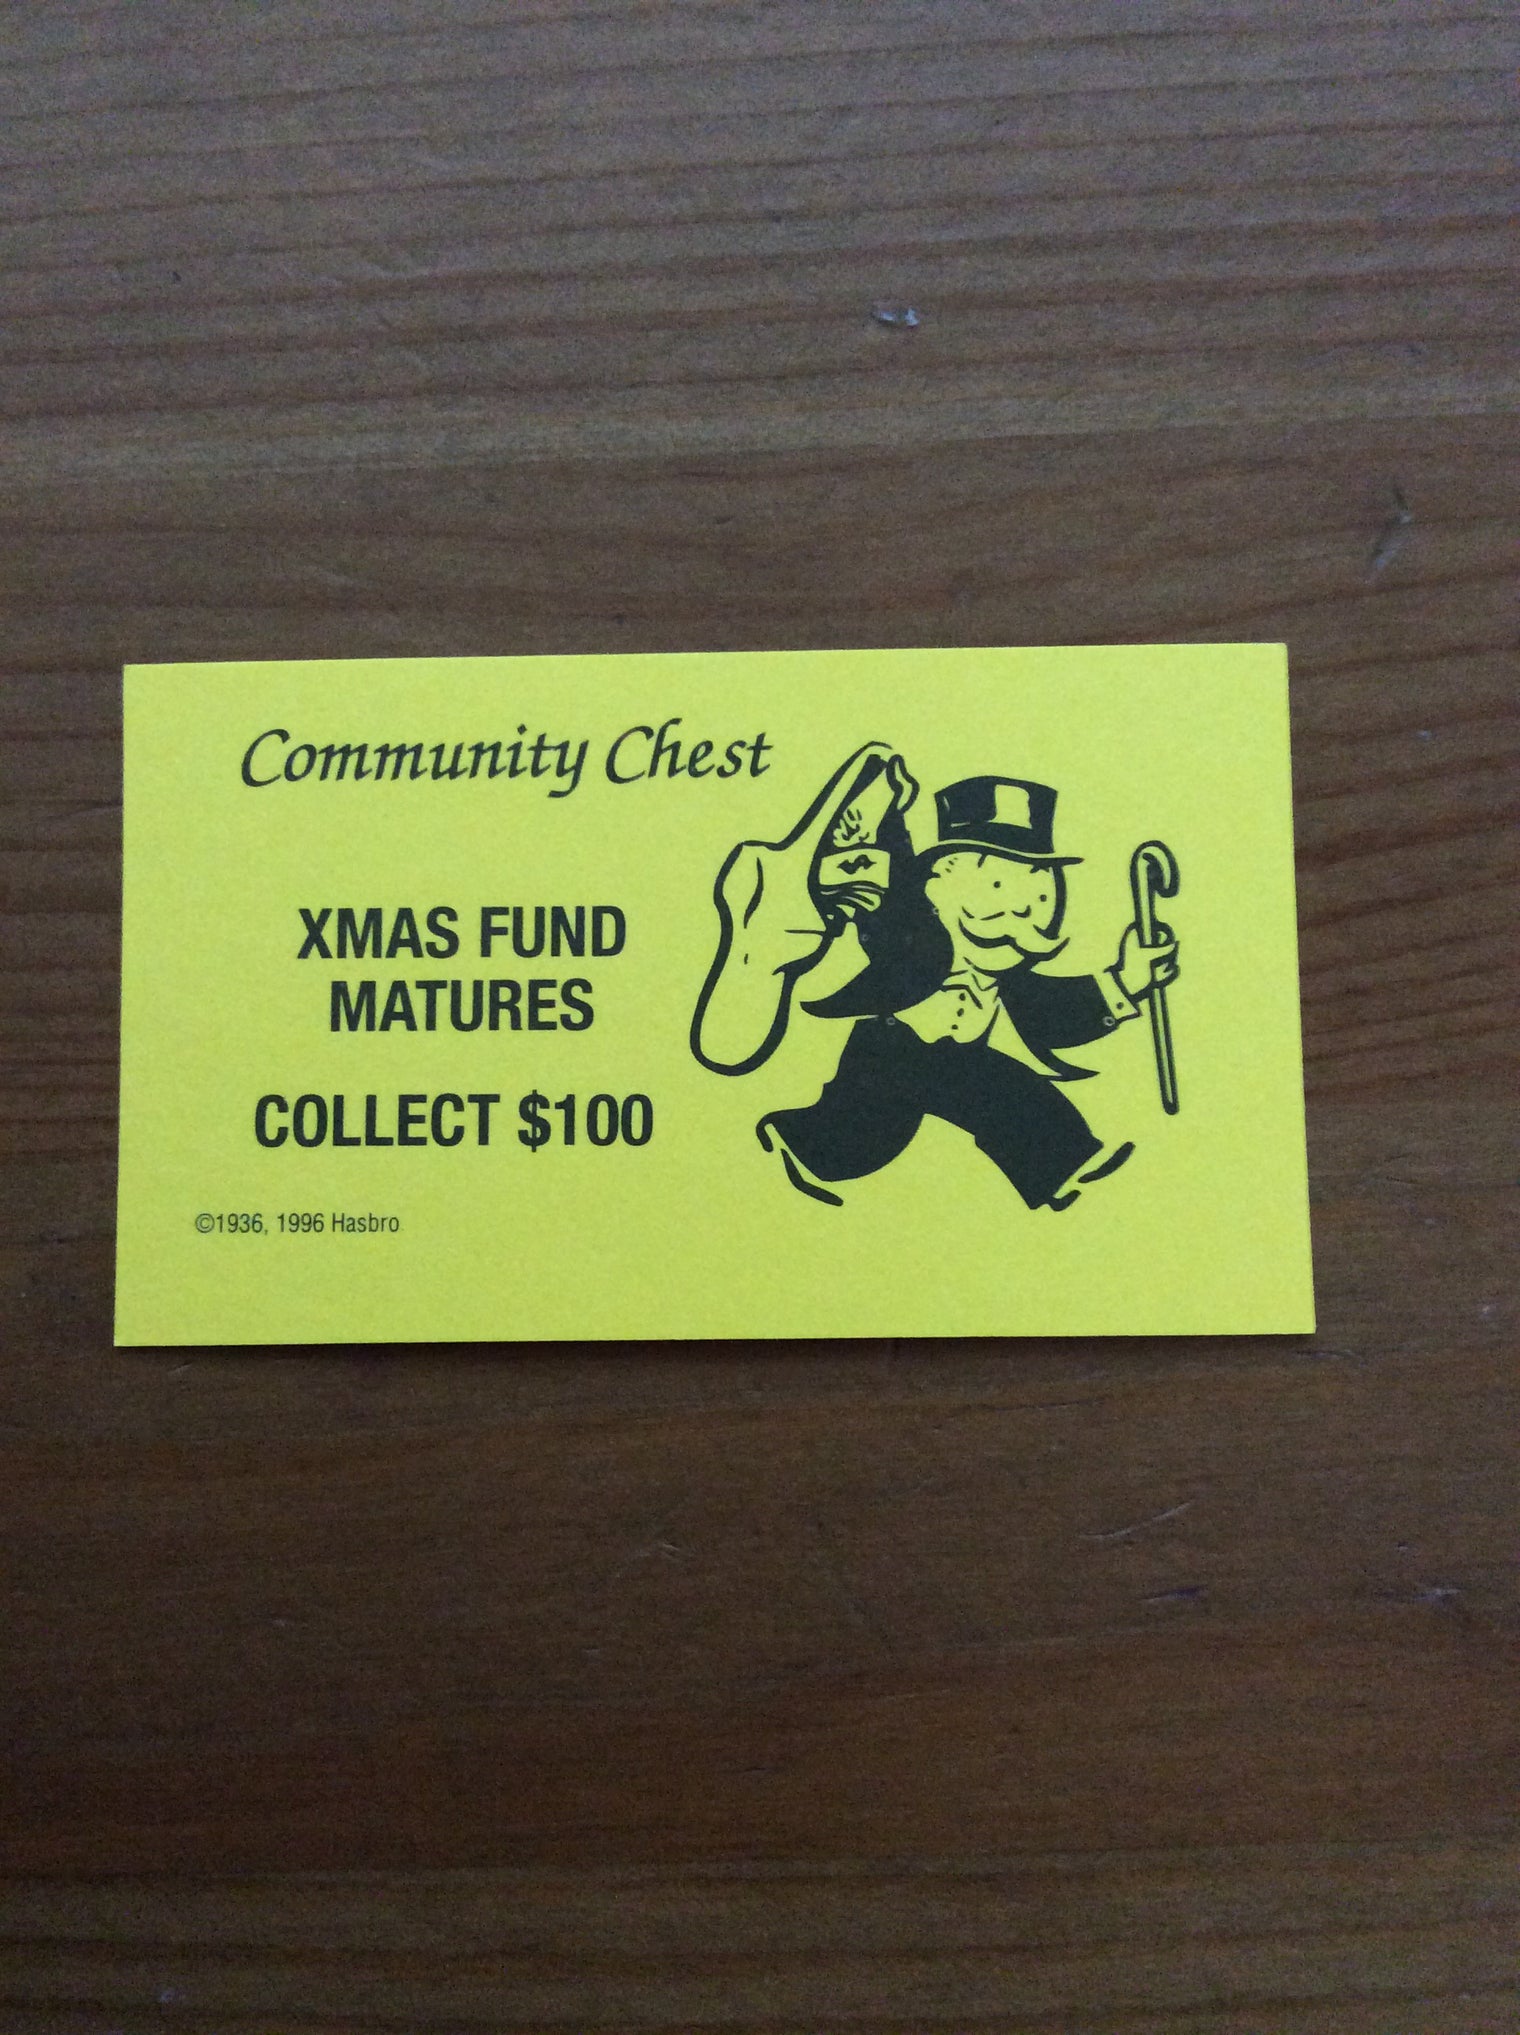 Community Chest
XMAS FUND
MATURES
COLLECT $100
©1936, 1996 Hasbro